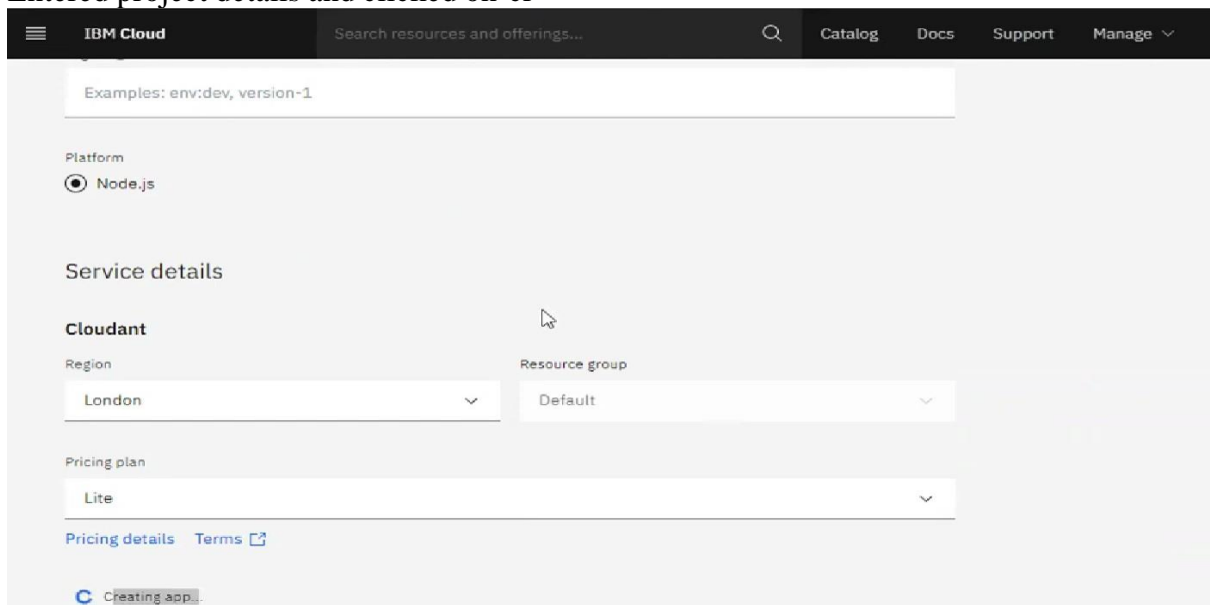 IBM Cloud Search resources and offerings... Catalog Docs Support Manage
Examples: env:dev, version-1
Platform
Node.js
Service details
Cloudant
Region Resource group
London Default
Pricing plan
Lite
Pricing details Terms
Creating app...